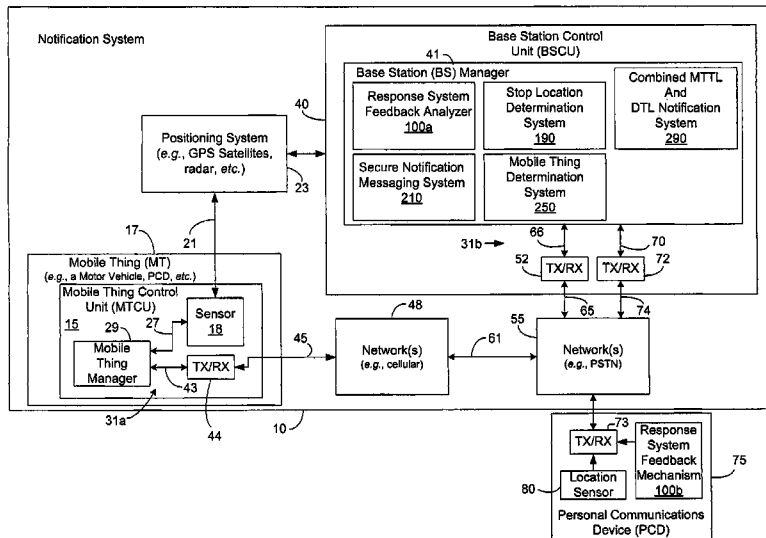 Notification System
Base Station Control
Unit (BSCU)
41
Base Station (BS) Manager
40
Response System
Feedback Analyzer
100a
Stop Location
Determination
System
190
Combined MTTL
And
DTL Notification
System
290
Secure Notification
Messaging System
210
Mobile Thing
Determination
System
250
Positioning System
(e.g., GPS Satellites,
radar, etc.)
23
17
21
Mobile Thing (MT)
(e.g., a Motor Vehicle, PCD, etc.)
Mobile Thing Control
Unit (MTCU)
15
29
27
Sensor
18
Mobile
Thing
Manager
TX/RX
43
31a
44
45
66
31b
70
52
TX/RX
TX/RX
72
65
74
48
Network(s)
(e.g., cellular)
61
55
Network(s)
(e.g., PSTN)
10
73
TX/RX
Response
System
Feedback
Mechanism
100b
75
80
Location
Sensor
Personal Communications
Device (PCD)